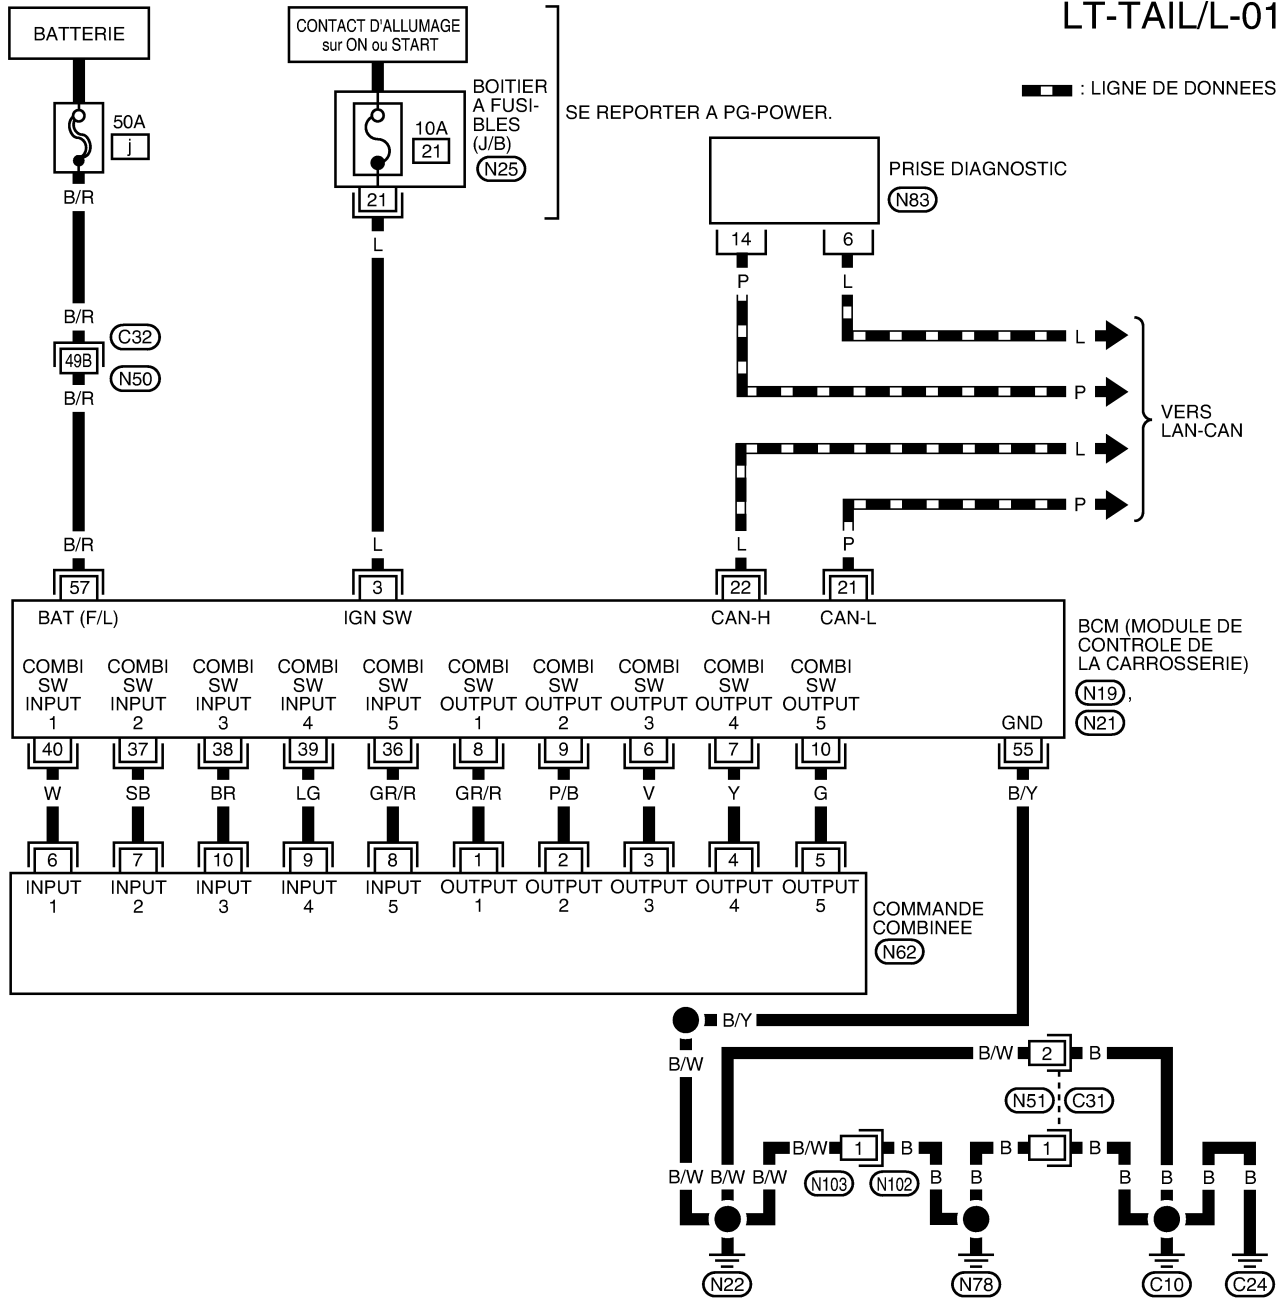 LT-TAIL/L-01
BATTERIE
CONTACT D'ALLUMAGE
sur ON ou START
: LIGNE DE DONNEES
50A
j
10A
21
BOITIER
A FUSI-
BLES
(J/B)
N25
SE REPORTER A PG-POWER.
PRISE DIAGNOSTIC
N83
B/R
21
L
14
6
P
L
B/R
C32
49B
N50
B/R
L
P
L
P
VERS
LAN-CAN
B/R
L
L
P
57
3
22
21
BAT (F/L)
IGN SW
CAN-H
CAN-L
BCM (MODULE DE
CONTROLE DE
LA CARROSSERIE)
N19 ,
N21
COMBI SW INPUT 1
COMBI SW INPUT 2
COMBI SW INPUT 3
COMBI SW INPUT 4
COMBI SW INPUT 5
COMBI SW OUTPUT 1
COMBI SW OUTPUT 2
COMBI SW OUTPUT 3
COMBI SW OUTPUT 4
COMBI SW OUTPUT 5
GND
40 37 38 39 36 8 9 6 7 10 55
W SB BR LG GR/R GR/R P/B V Y G B/Y
6 7 10 9 8 1 2 3 4 5
INPUT 1
INPUT 2
INPUT 3
INPUT 4
INPUT 5
OUTPUT 1
OUTPUT 2
OUTPUT 3
OUTPUT 4
OUTPUT 5
COMMANDE
COMBINEE
N62
B/Y
B/W
B/W 2 B
N51 C31
B/W 1 B
B 1 B
N103 N102
B/W B/W B/W B B B B B B
N22 N78 C10 C24